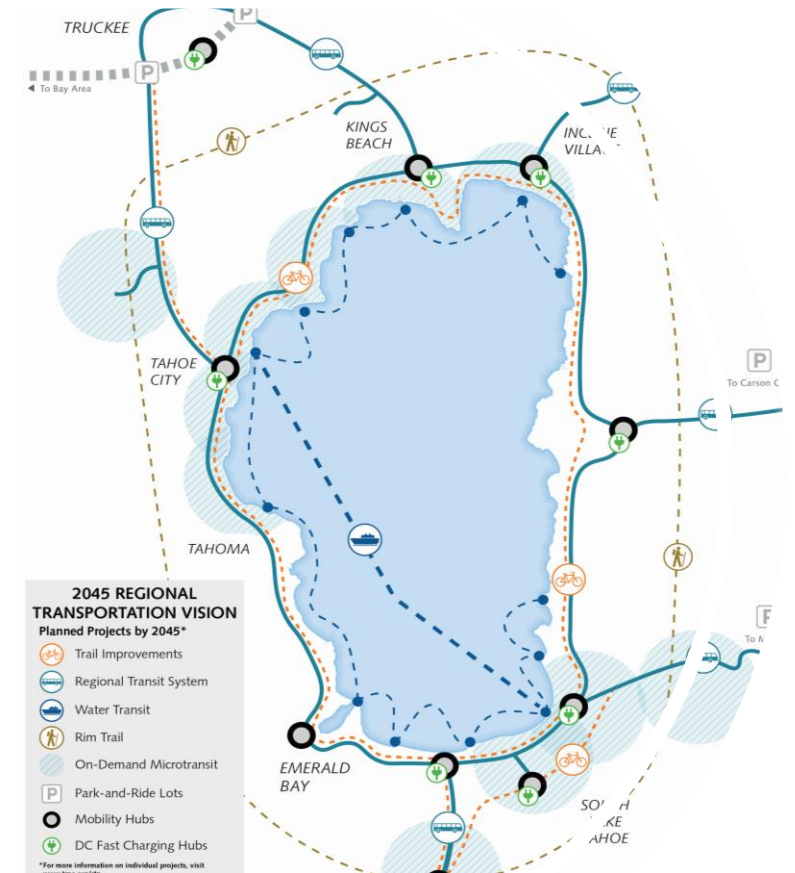 TRUCKEE
P
P
◄ To Bay Area
KINGS
BEACH
VILLA
P
To Carson C
TAHOE
CITY
TAHOMA
P
To M
2045 REGIONAL
TRANSPORTATION VISION
Planned Projects by 2045*
Trail Improvements
Regional Transit System
Water Transit
Rim Trail
On-Demand Microtransit
P Park-and-Ride Lots
Mobility Hubs
DC Fast Charging Hubs
*For more information on individual projects, visit
EMERALD
BAY